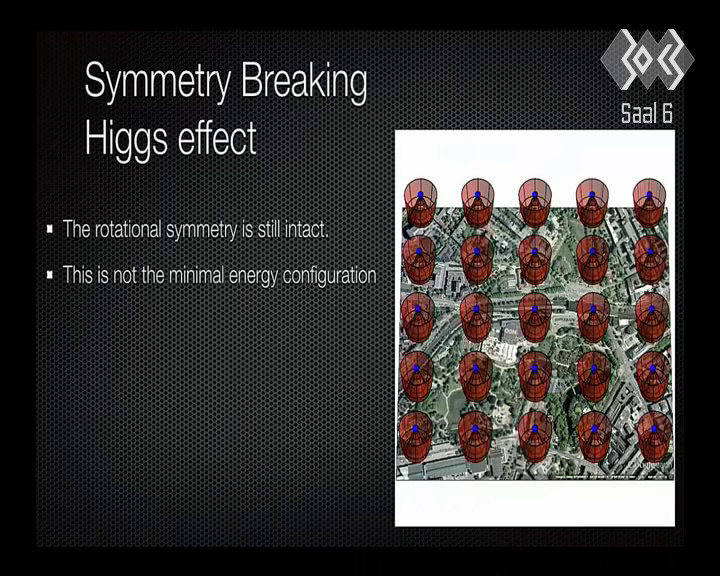 Symmetry Breaking
Higgs effect
Saal 6
The rotational symmetry is still intact.
This is not the minimal energy configuration